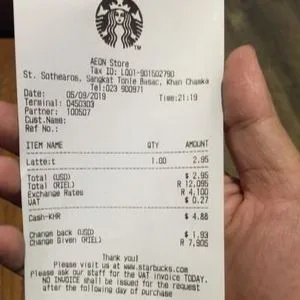 AEON Store
Tax ID: L001-901502790
St. Sothearos, Sangkat Tonle Bassac, Khan Chamka
Tel:023 900971
Date: 05/09/2019 Time:21:19
Terminal: 0450303
Partner: 100507
Cust.Name:
Ref No.:
ITEM NAME QTY AMOUNT
Latte:t 1.00 2.95
Total (USD) $ 2.95
Total (RIEL) R 12,095
Exchange Rates R 4,100
VAT $ 0.27
Cash-KHR $ 4.88
Change back (USD) $ 1.93
Change Given (RIEL) R 7,905
Thank you!
Please visit us at www.starbucks.com
Please ask our staff for the VAT invoice TODAY.
NO INVOICE shall be issued for the request
after the following day of purchase